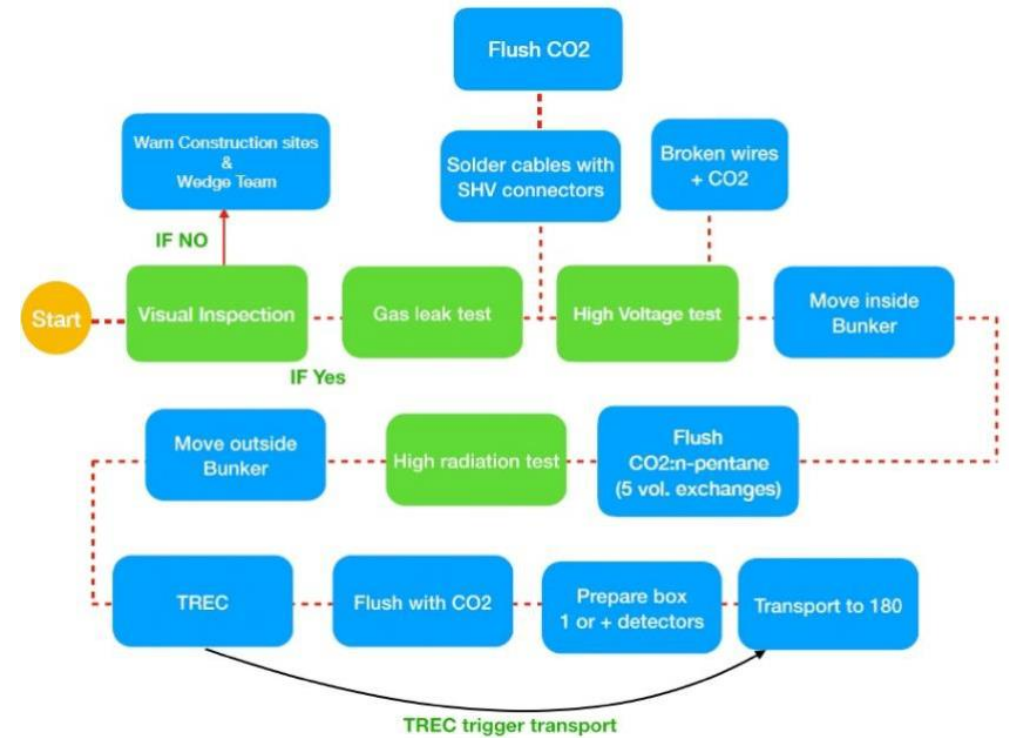 Flush CO2
Warn Construction sites
&
Wedge Team
Solder cables with
SHV connectors
Broken wires
+ CO2
IF NO
Start
Visual Inspection
Gas leak test
High Voltage test
Move inside
Bunker
IF Yes
Move outside
Bunker
High radiation test
Flush
CO2:n-pentane
(5 vol. exchanges)
TREC
Flush with CO2
Prepare box
1 or + detectors
Transport to 180
TREC trigger transport